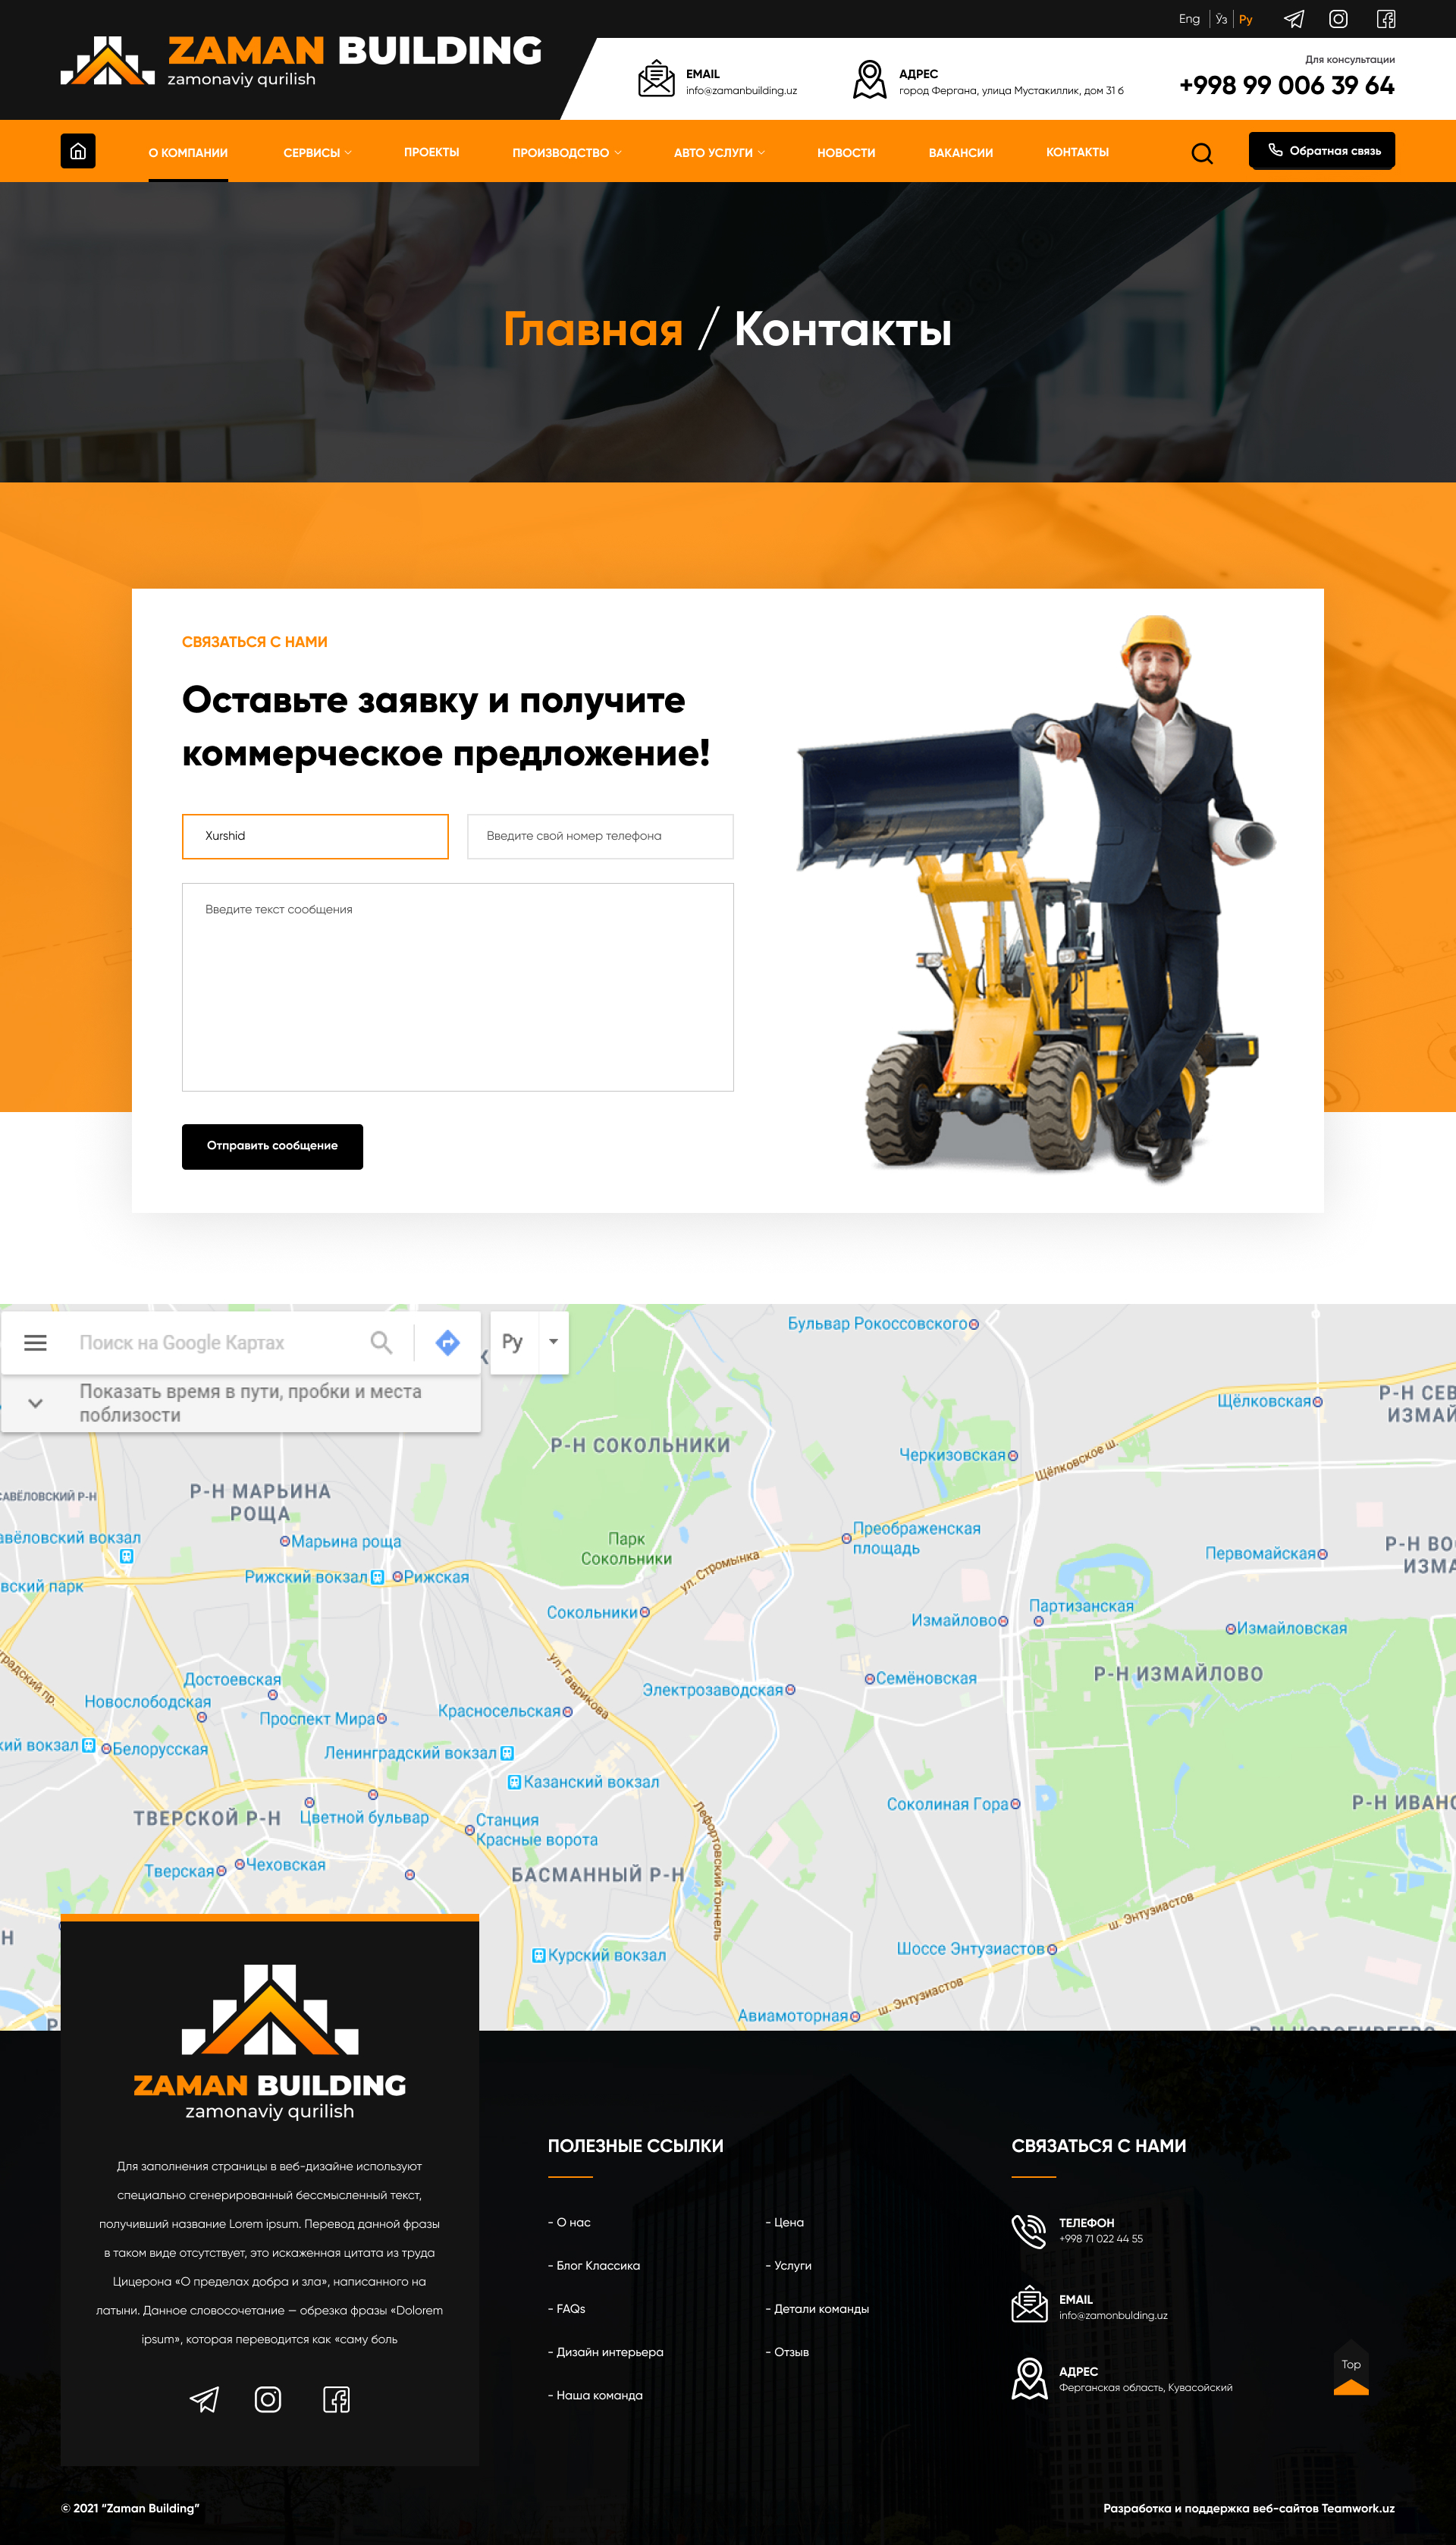 Eng Ўз Ру
ZAMAN BUILDING
zamonaviy qurilish
EMAIL
info@zamanbuilding.uz
АДРЕС
город Фергана, улица Мустакиллик, дом 31 б
Для консультации
+998 99 006 39 64
О КОМПАНИИ СЕРВИСЫ ПРОЕКТЫ ПРОИЗВОДСТВО АВТО УСЛУГИ НОВОСТИ ВАКАНСИИ КОНТАКТЫ Обратная связь
Главная / Контакты
СВЯЗАТЬСЯ С НАМИ
Оставьте заявку и получите
коммерческое предложение!
Xurshid
Введите свой номер телефона
Введите текст сообщения
Отправить сообщение
Поиск на Google Картах
Ру
Показать время в пути, пробки и места
поблизости
Бульвар Рокоссовского
Щёлковская
Р-Н СЕВ
ИЗМАЙ
Р-Н СОКОЛЬНИКИ
Черкизовская
Щёлковское ш.
САВЁЛОВСКИЙ Р-Н
Р-Н МАРЬИНА
РОЩА
авёловский вокзал
Марьина роща
Парк
Сокольники
Преображенская
площадь
Первомайская
Р-Н ВО
ИЗМА
вский парк
Рижский вокзал
Рижская
ул. Стромынка
Сокольники
Измайлово
Партизанская
Измайловская
градский пр.
Достоевская
Новослободская
Проспект Мира
ул. Гаврикова
Красносельская
Электрозаводская
Семёновская
Р-Н ИЗМАЙЛОВО
кий вокзал
Белорусская
Ленинградский вокзал
Казанский вокзал
ТВЕРСКОЙ Р-Н
Цветной бульвар
Станция
Красные ворота
Лефортовский тоннель
Соколиная Гора
Р-Н ИВАНО
Тверская
Чеховская
БАСМАННЫЙ Р-Н
ш. Энтузиастов
Н
Курский вокзал
Шоссе Энтузиастов
Авиамоторная
ш. Энтузиастов
Р-Н НОВОГИРЕЕВО
ZAMAN BUILDING
zamonaviy qurilish
Для заполнения страницы в веб-дизайне используют
специально сгенерированный бессмысленный текст,
получивший название Lorem ipsum. Перевод данной фразы
в таком виде отсутствует, это искаженная цитата из труда
Цицерона «О пределах добра и зла», написанного на
латыни. Данное словосочетание — обрезка фразы «Dolorem
ipsum», которая переводится как «саму боль
ПОЛЕЗНЫЕ ССЫЛКИ
- О нас
- Блог Классика
- FAQs
- Дизайн интерьера
- Наша команда
- Цена
- Услуги
- Детали команды
- Отзыв
СВЯЗАТЬСЯ С НАМИ
ТЕЛЕФОН
+998 71 022 44 55
EMAIL
info@zamonbulding.uz
АДРЕС
Ферганская область, Кувасойский
Top
© 2021 “Zaman Building”
Разработка и поддержка веб-сайтов Teamwork.uz